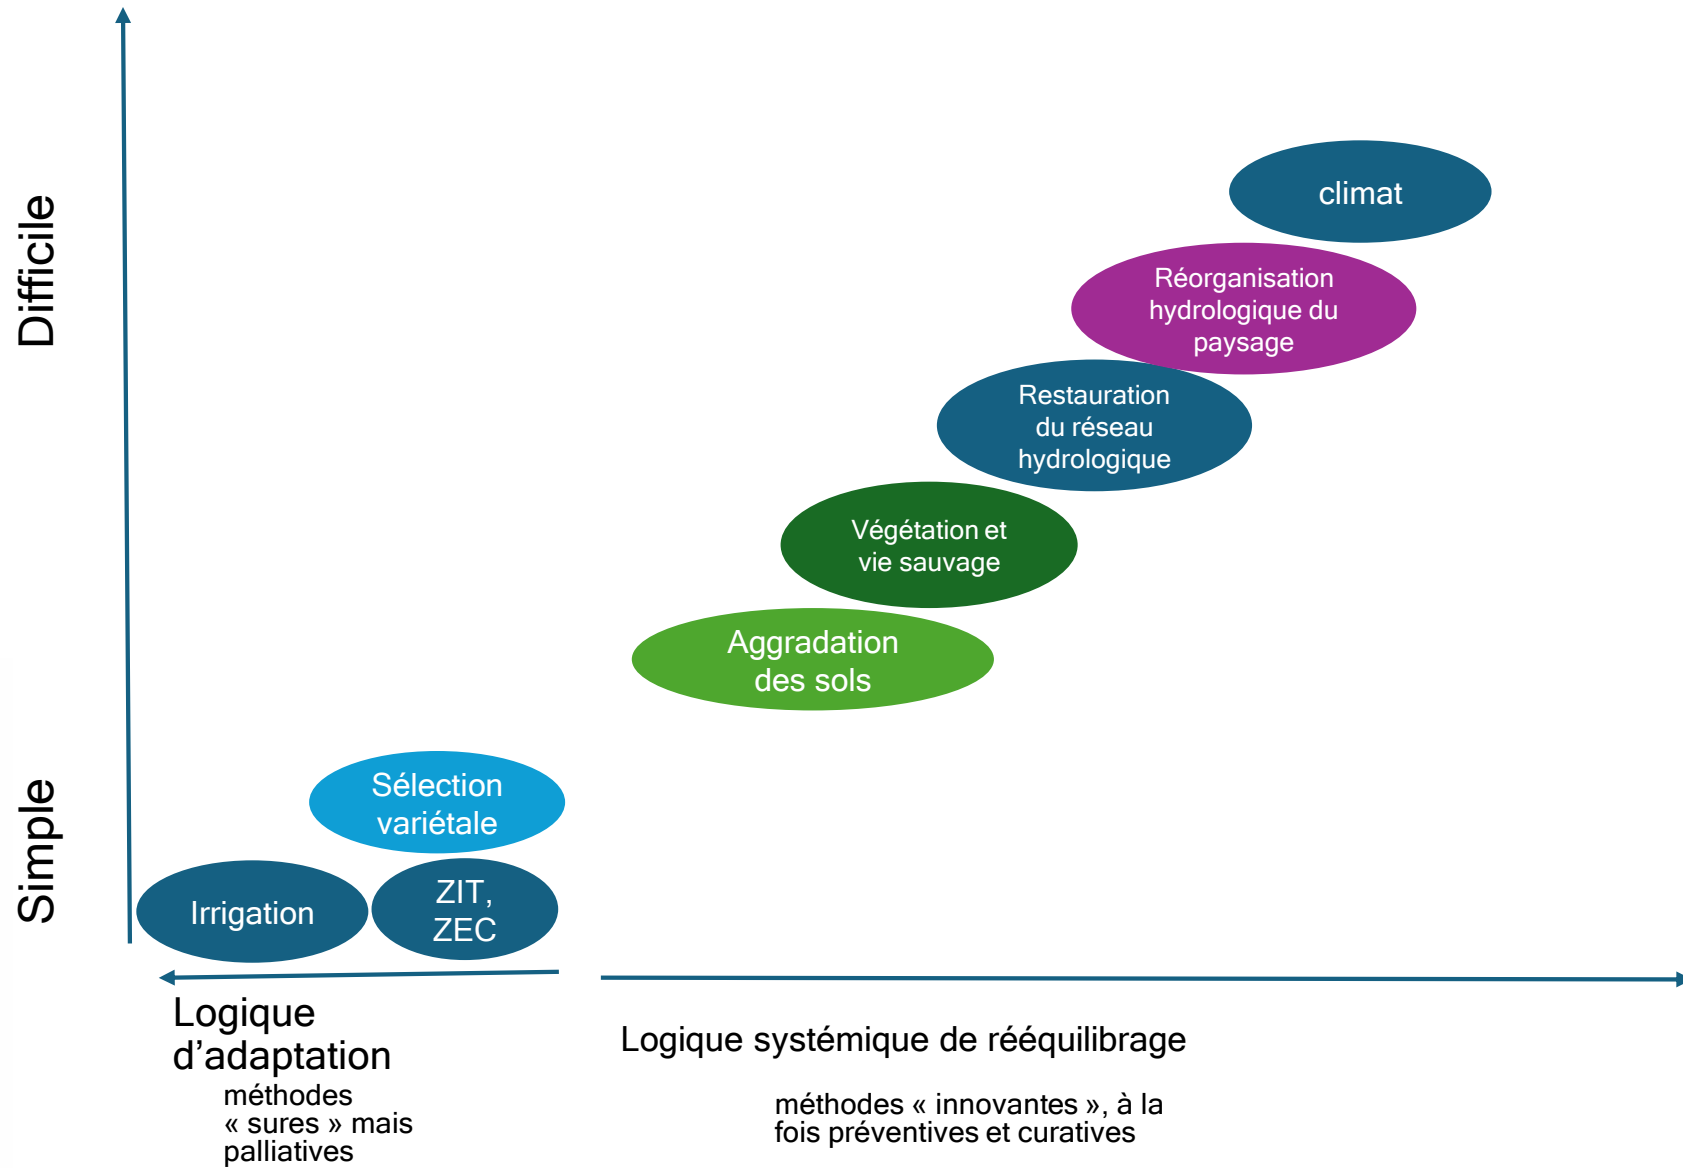 Difficile
Simple
climat
Réorganisation
hydrologique du
paysage
Restauration
du réseau
hydrologique
Végétation et
vie sauvage
Aggradation
des sols
Sélection
variétale
Irrigation
ZIT,
ZEC
Logique
d’adaptation
méthodes
« sures » mais
palliatives
Logique systémique de rééquilibrage
méthodes « innovantes », à la
fois préventives et curatives